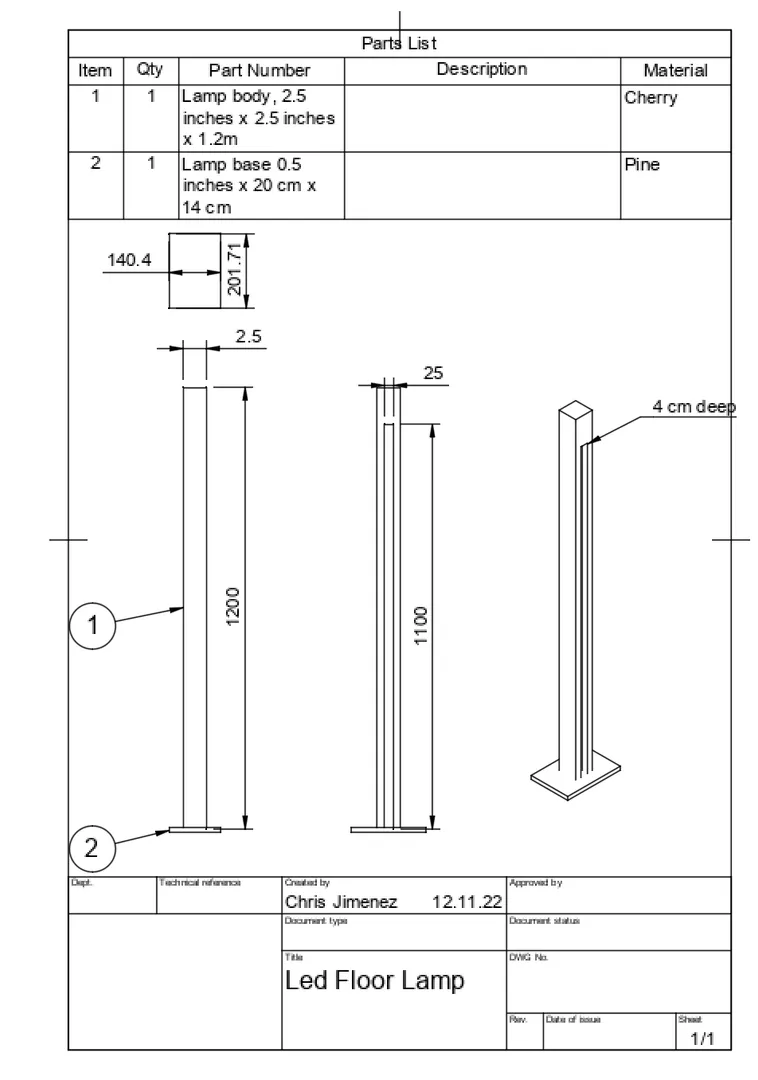 Parts List
Item Qty Part Number Description Material
1 1 Lamp body, 2.5 Cherry
inches x 2.5 inches
x 1.2m
2 1 Lamp base 0.5 Pine
inches x 20 cm x
14 cm
140.4
201.71
2.5
25
4 cm deep
1200
1100
1
2
Dept. Technical reference Created by Approved by
Chris Jimenez 12.11.22
Document type Document status
Title DWG No.
Led Floor Lamp
Rev. Date of issue Sheet
1/1